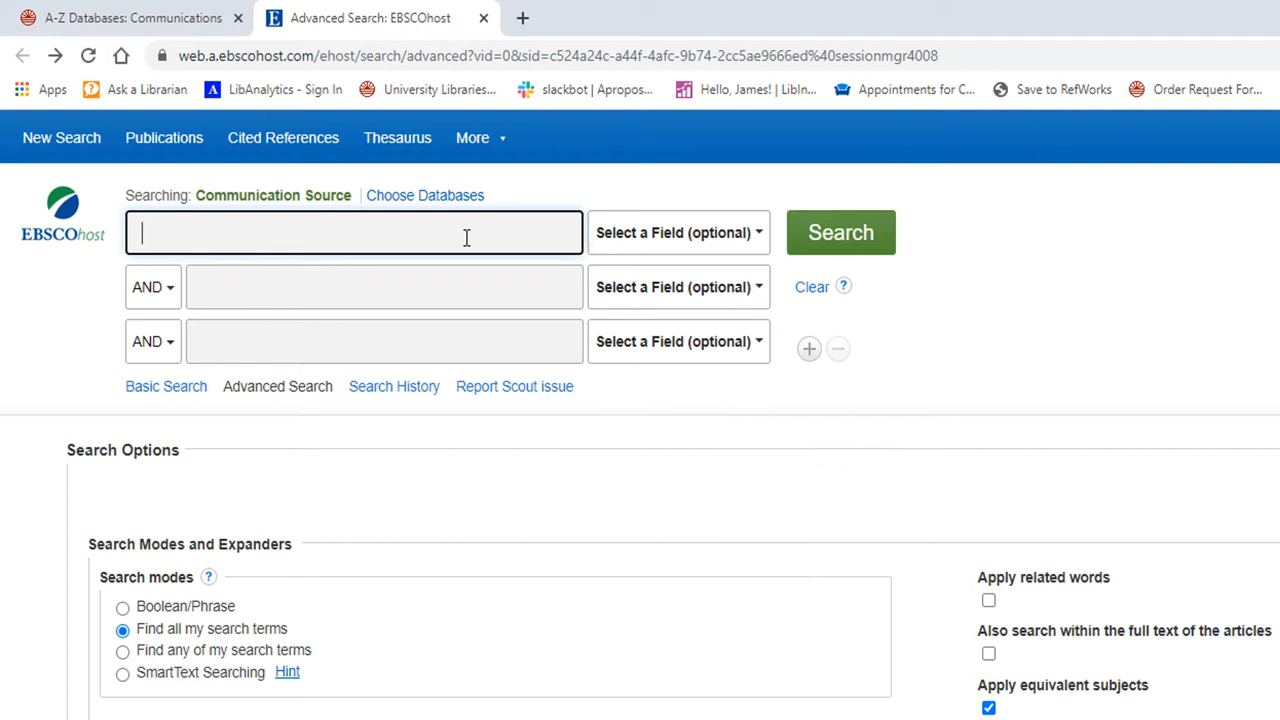 A-Z Databases: Communications
Advanced Search: EBSCOhost
web.a.ebscohost.com/ehost/search/advanced?vid=0&sid=c524a24c-a44f-4afc-9b74-2cc5ae9666ed%40sessionmgr4008
Apps Ask a Librarian LibAnalytics - Sign In University Libraries... slackbot | Apropos... Hello, James! | LibIn... Appointments for C... Save to RefWorks Order Request For...
New Search Publications Cited References Thesaurus More
Searching: Communication Source Choose Databases
EBSCOhost
Select a Field (optional) Search
AND Select a Field (optional) Clear ?
AND Select a Field (optional)
Basic Search Advanced Search Search History Report Scout issue
Search Options
Search Modes and Expanders
Search modes ?
Boolean/Phrase
Find all my search terms
Find any of my search terms
SmartText Searching Hint
Apply related words
Also search within the full text of the articles
Apply equivalent subjects